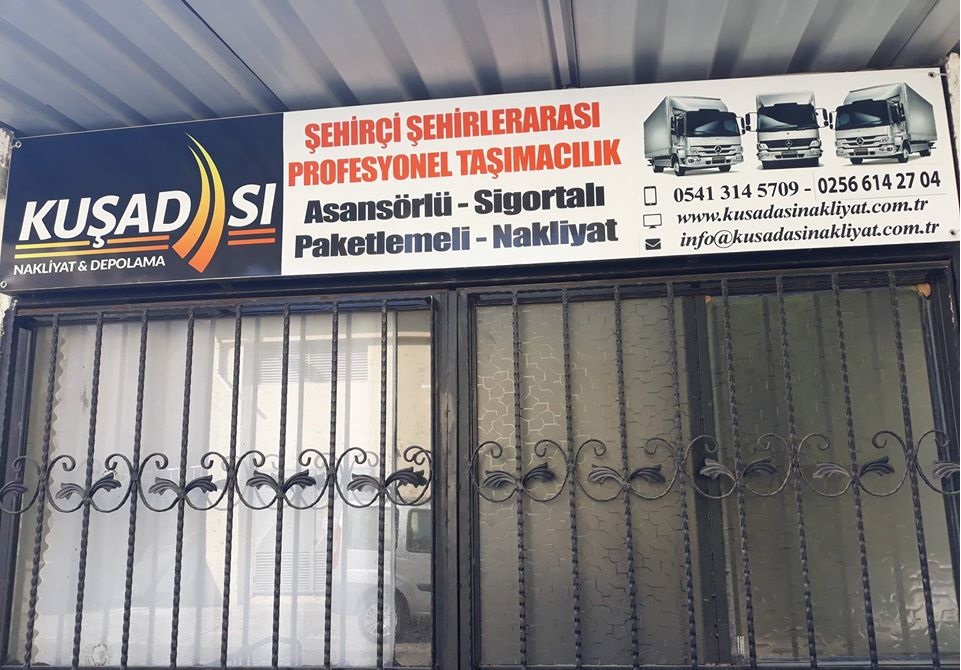 KUŞADASI
NAKLİYAT & DEPOLAMA
ŞEHİRÇİ ŞEHİRLERARASI
PROFESYONEL TAŞIMACILIK
Asansörlü - Sigortalı
Paketlemeli - Nakliyat
0541 314 5709 - 0256 614 27 04
www.kusadasinakliyat.com.tr
info@kusadasinakliyat.com.tr